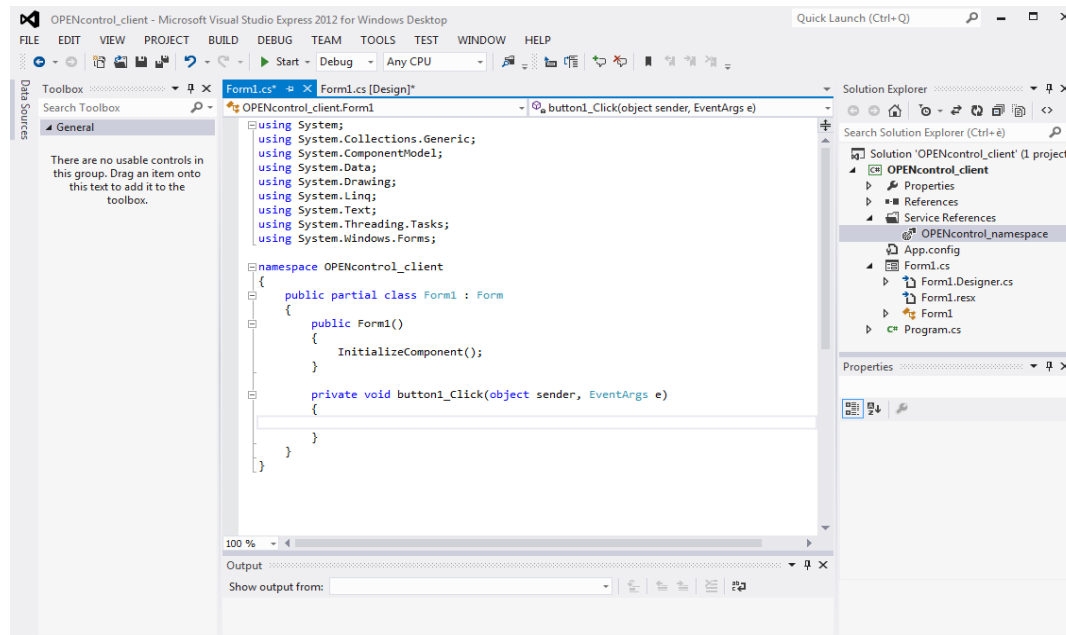 OPENcontrol_client - Microsoft Visual Studio Express 2012 for Windows Desktop
Quick Launch (Ctrl+Q)
FILE EDIT VIEW PROJECT BUILD DEBUG TEAM TOOLS TEST WINDOW HELP
Start Debug Any CPU
Data Sources
Toolbox
Search Toolbox
General
There are no usable controls in
this group. Drag an item onto
this text to add it to the
toolbox.
Form1.cs* Form1.cs [Design]*
OPENcontrol_client.Form1 button1_Click(object sender, EventArgs e)
using System;
using System.Collections.Generic;
using System.ComponentModel;
using System.Data;
using System.Drawing;
using System.Linq;
using System.Text;
using System.Threading.Tasks;
using System.Windows.Forms;
namespace OPENcontrol_client
{
public partial class Form1 : Form
{
public Form1()
{
InitializeComponent();
}
private void button1_Click(object sender, EventArgs e)
{
}
}
}
100 %
Output
Show output from:
Solution Explorer
Search Solution Explorer (Ctrl+è)
Solution 'OPENcontrol_client' (1 project
C# OPENcontrol_client
Properties
References
Service References
OPENcontrol_namespace
App.config
Form1.cs
Form1.Designer.cs
Form1.resx
Form1
C# Program.cs
Properties